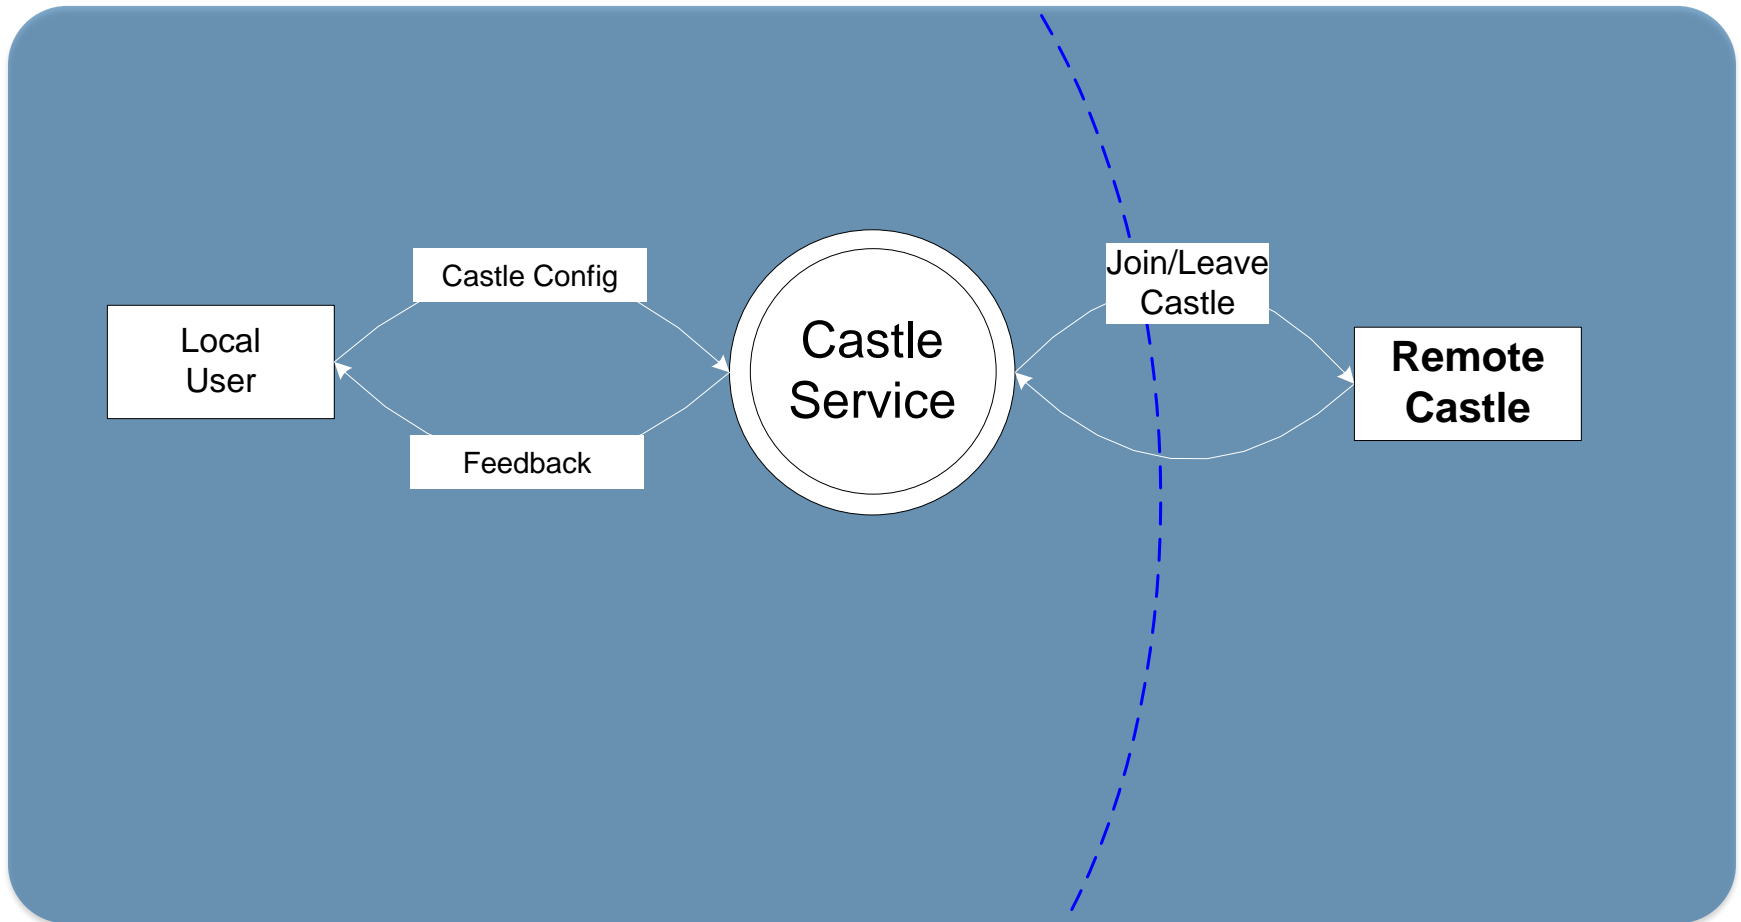 Castle Config
Local
User
Feedback
Castle
Service
Join/Leave
Castle
Remote
Castle